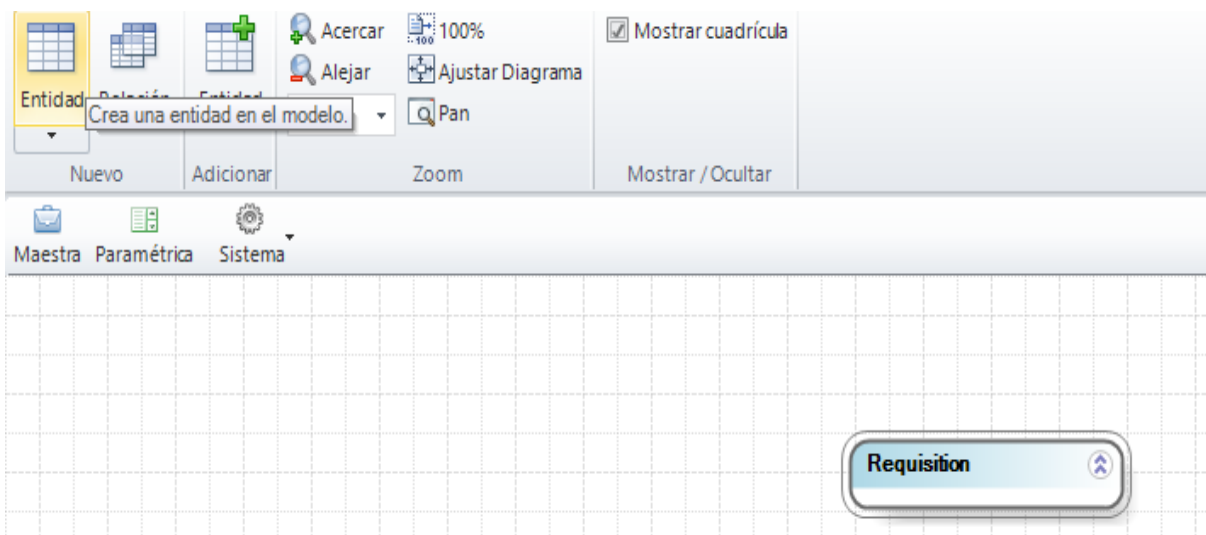 Acercar 100% Mostrar cuadrícula
Alejar Ajustar Diagrama
Entidad
Crea una entidad en el modelo. Pan
Nuevo Adicionar Zoom Mostrar / Ocultar
Maestra Paramétrica Sistema
Requisition